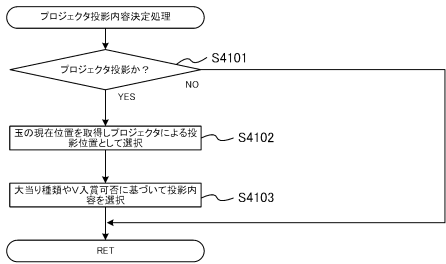 プロジェクタ投影内容決定処理
プロジェクタ投影か？
S4101
NO
YES
玉の現在位置を取得しプロジェクタによる投
影位置として選択
S4102
大当り種類やV入賞可否に基づいて投影内
容を選択
S4103
RET